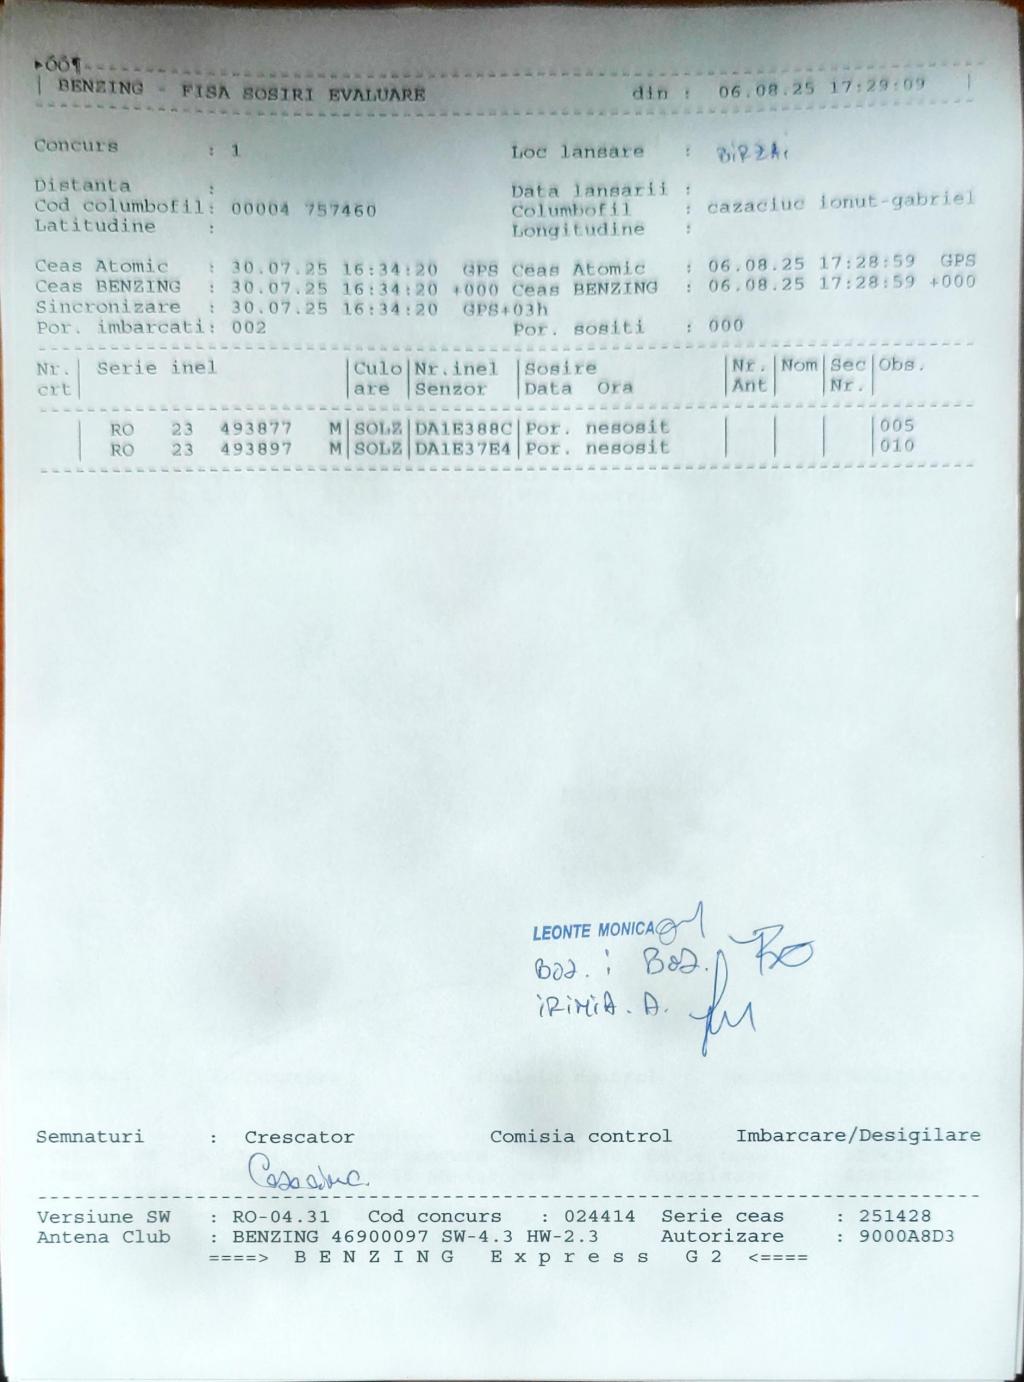 ▸ÓÔ¶
BENZING - FISA SOSIRI EVALUARE din : 06.08.25 17:29:09
Concurs : 1 Loc lansare : BiRZAi
Distanta : Data lansarii :
Cod columbofil: 00004 757460 Columbofil : cazaciuc ionut-gabriel
Latitudine : Longitudine :
Ceas Atomic : 30.07.25 16:34:20 GPS Ceas Atomic : 06.08.25 17:28:59 GPS
Ceas BENZING : 30.07.25 16:34:20 +000 Ceas BENZING : 06.08.25 17:28:59 +000
Sincronizare : 30.07.25 16:34:20 GPS+03h
Por. imbarcati: 002 Por. sositi : 000
Nr. | Serie inel | Culo | Nr.inel | Sosire | Nr. | Nom | Sec | Obs.
crt | | are | Senzor | Data Ora | Ant | | Nr. |
| RO 23 493877 M | SOLZ | DA1E388C | Por. nesosit | | | | 005
| RO 23 493897 M | SOLZ | DA1E37E4 | Por. nesosit | | | | 010
LEONTE MONICA
iRiMiA. A.
Semnaturi : Crescator Comisia control Imbarcare/Desigilare
Versiune SW : RO-04.31 Cod concurs : 024414 Serie ceas : 251428
Antena Club : BENZING 46900097 SW-4.3 HW-2.3 Autorizare : 9000A8D3
====> B E N Z I N G E x p r e s s G 2 <====